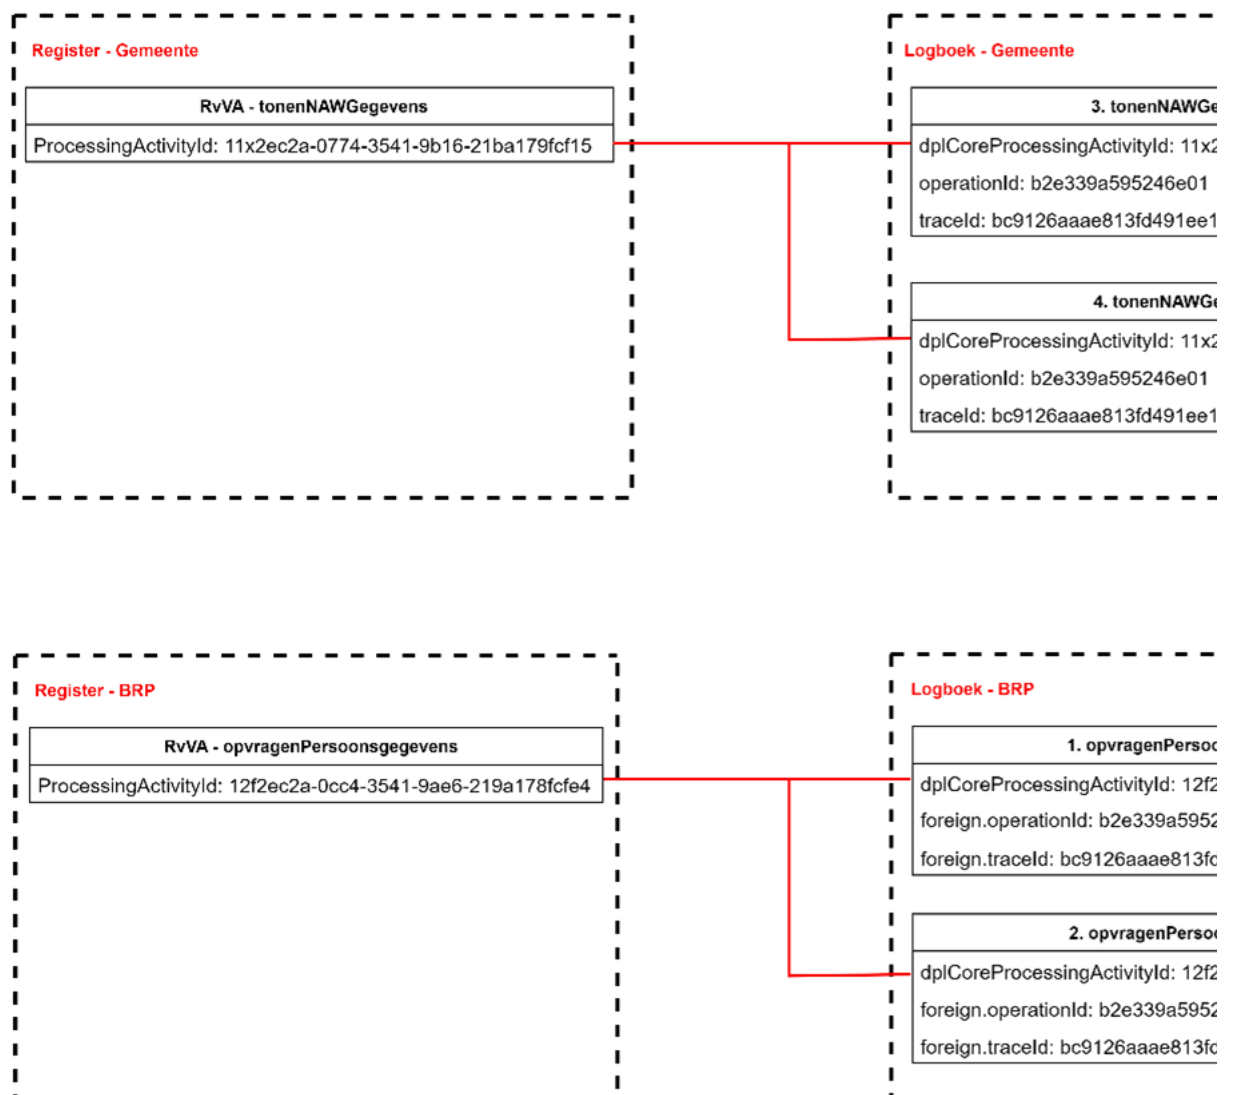 Register - Gemeente
RvVA - tonenNAWGegevens
ProcessingActivityId: 11x2ec2a-0774-3541-9b16-21ba179fcf15
Logboek - Gemeente
3. tonenNAWGe
dplCoreProcessingActivityId: 11x2
operationId: b2e339a595246e01
traceId: bc9126aaae813fd491ee1
4. tonenNAWGe
dplCoreProcessingActivityId: 11x2
operationId: b2e339a595246e01
traceId: bc9126aaae813fd491ee1
Register - BRP
RvVA - opvragenPersoonsgegevens
ProcessingActivityId: 12f2ec2a-0cc4-3541-9ae6-219a178fcfe4
Logboek - BRP
1. opvragenPersoo
dplCoreProcessingActivityId: 12f2
foreign.operationId: b2e339a5952
foreign.traceId: bc9126aaae813fd
2. opvragenPersoo
dplCoreProcessingActivityId: 12f2
foreign.operationId: b2e339a5952
foreign.traceId: bc9126aaae813fd